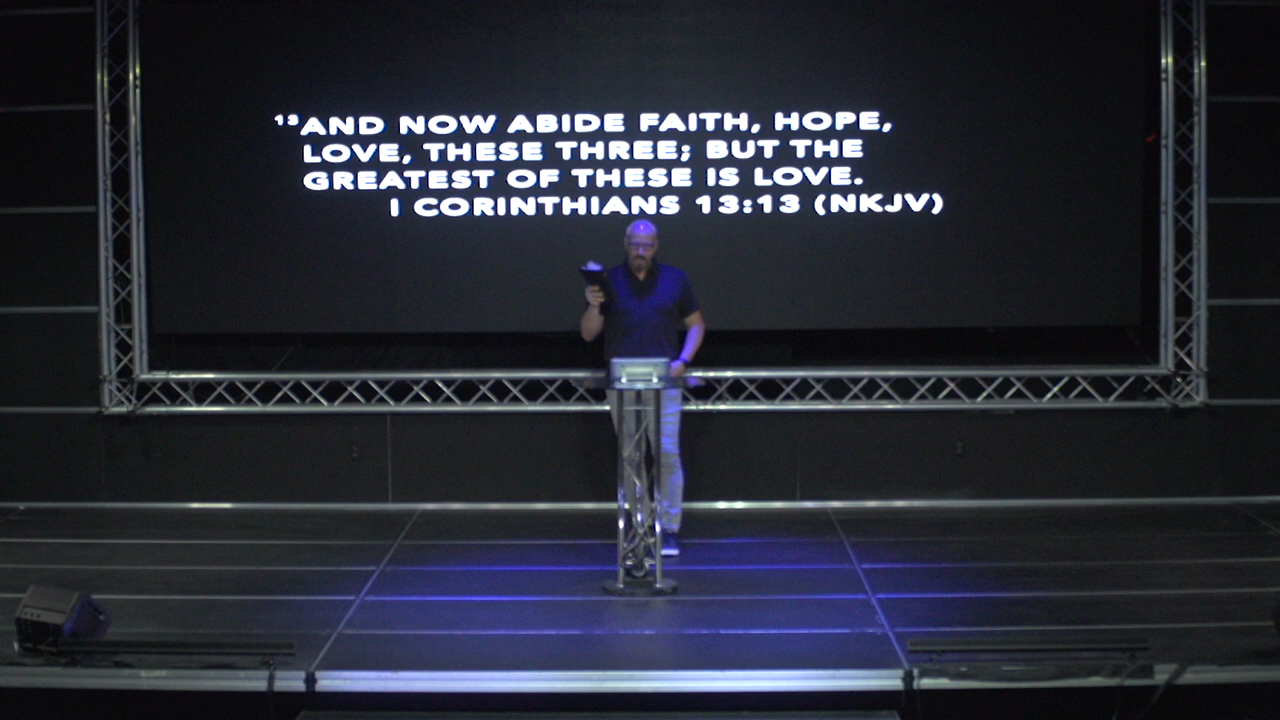 ¹³AND NOW ABIDE FAITH, HOPE,
LOVE, THESE THREE; BUT THE
GREATEST OF THESE IS LOVE.
I CORINTHIANS 13:13 (NKJV)